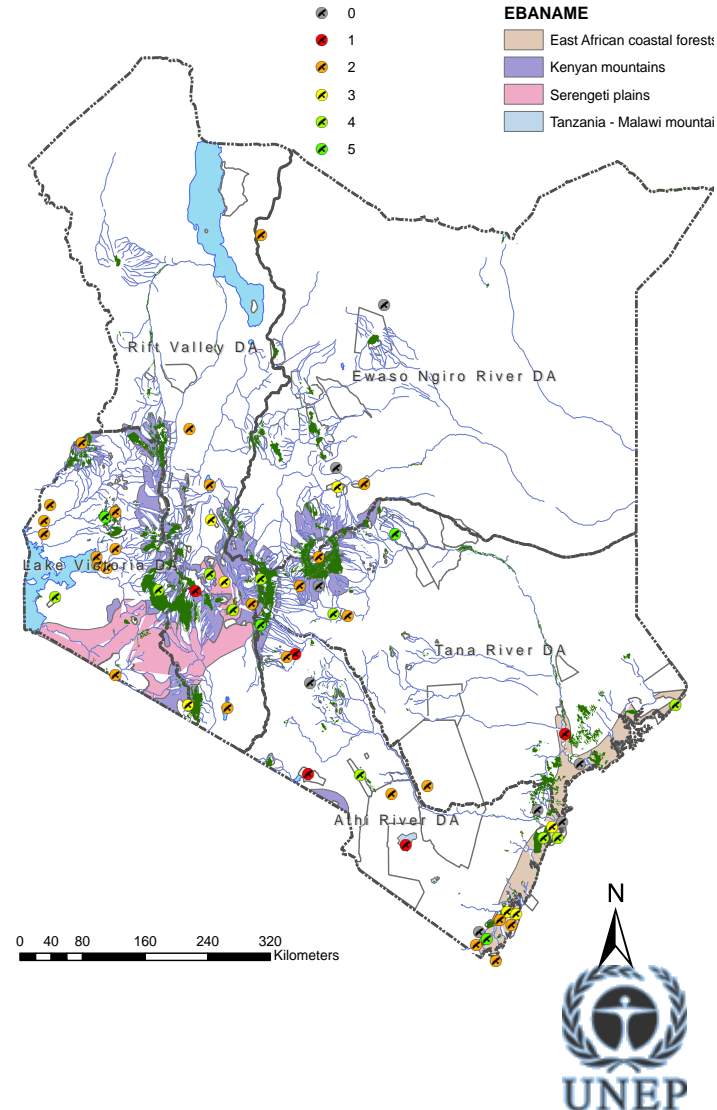 0
1
2
3
4
5
EBANAME
East African coastal forests
Kenyan mountains
Serengeti plains
Tanzania - Malawi mountai
Rift Valley DA
Ewaso Ngiro River DA
Lake Victoria DA
Tana River DA
Athi River DA
N
0 40 80 160 240 320
Kilometers
UNEP